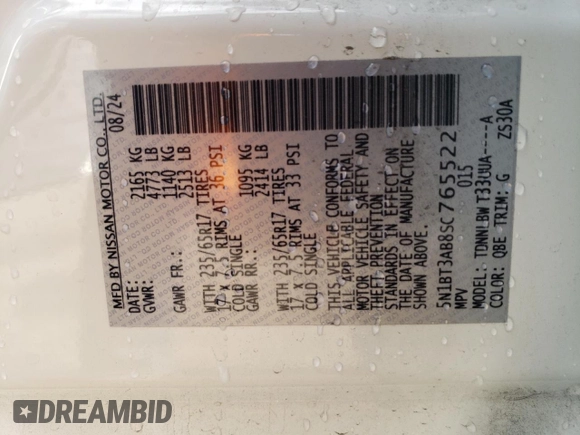 MFD BY NISSAN MOTOR CO., LTD.
08/24
GVWR: 2165 KG
4773 LB
GAWR FR: 1140 KG
2513 LB
WITH 235/65R17 TIRES
17 X 7.5 RIMS AT 36 PSI
COLD SINGLE
GAWR RR: 1095 KG
2414 LB
WITH 235/65R17 TIRES
17 X 7.5 RIMS AT 33 PSI
COLD SINGLE
THIS VEHICLE CONFORMS TO
ALL APPLICABLE FEDERAL
MOTOR VEHICLE SAFETY AND
THEFT PREVENTION
STANDARDS IN EFFECT ON
THE DATE OF MANUFACTURE
SHOWN ABOVE.
5N1BT3AB8SC765522
MPV 015
MODEL: TDNNLBW T33UUA----A
COLOR: QBE TRIM: G ZS30A
DREAMBID